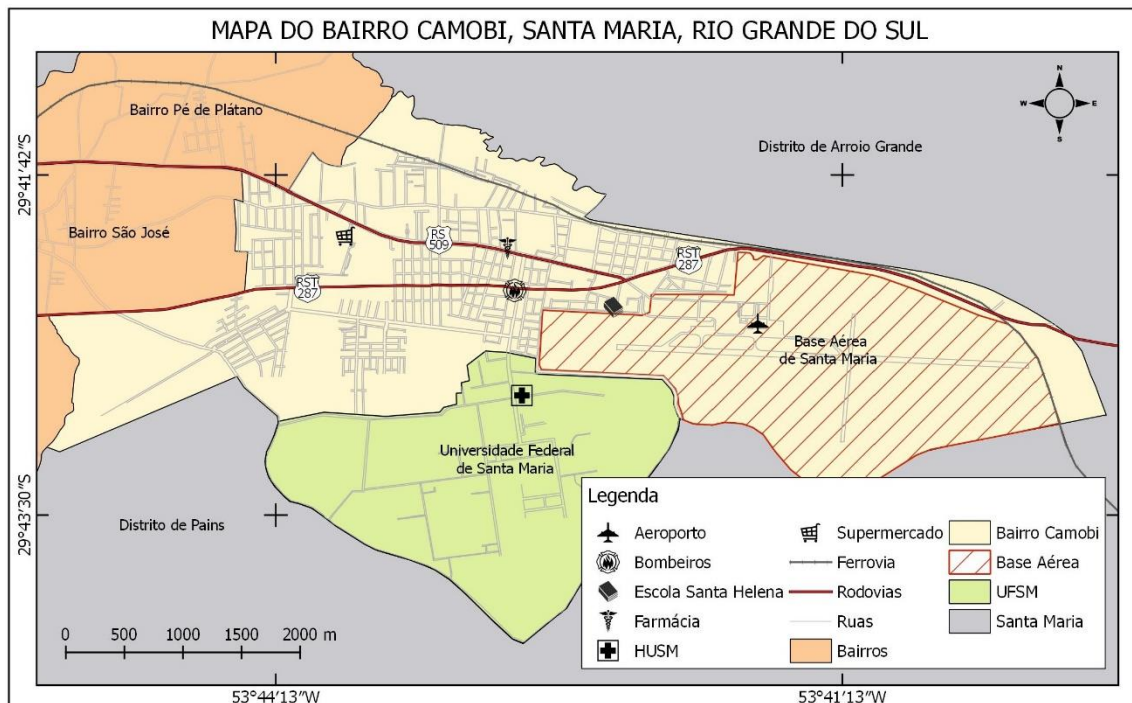 MAPA DO BAIRRO CAMOBI, SANTA MARIA, RIO GRANDE DO SUL
N
W
E
S
Bairro Pé de Plátano
Distrito de Arroio Grande
29°41'42"S
Bairro São José
RS
509
RST
287
RST
287
Base Aérea
de Santa Maria
Universidade Federal
de Santa Maria
29°43'30"S
Distrito de Pains
Legenda
Aeroporto
Bombeiros
Escola Santa Helena
Farmácia
HUSM
Supermercado
Ferrovia
Rodovias
Ruas
Bairros
Bairro Camobi
Base Aérea
UFSM
Santa Maria
0 500 1000 1500 2000 m
53°44'13"W
53°41'13"W